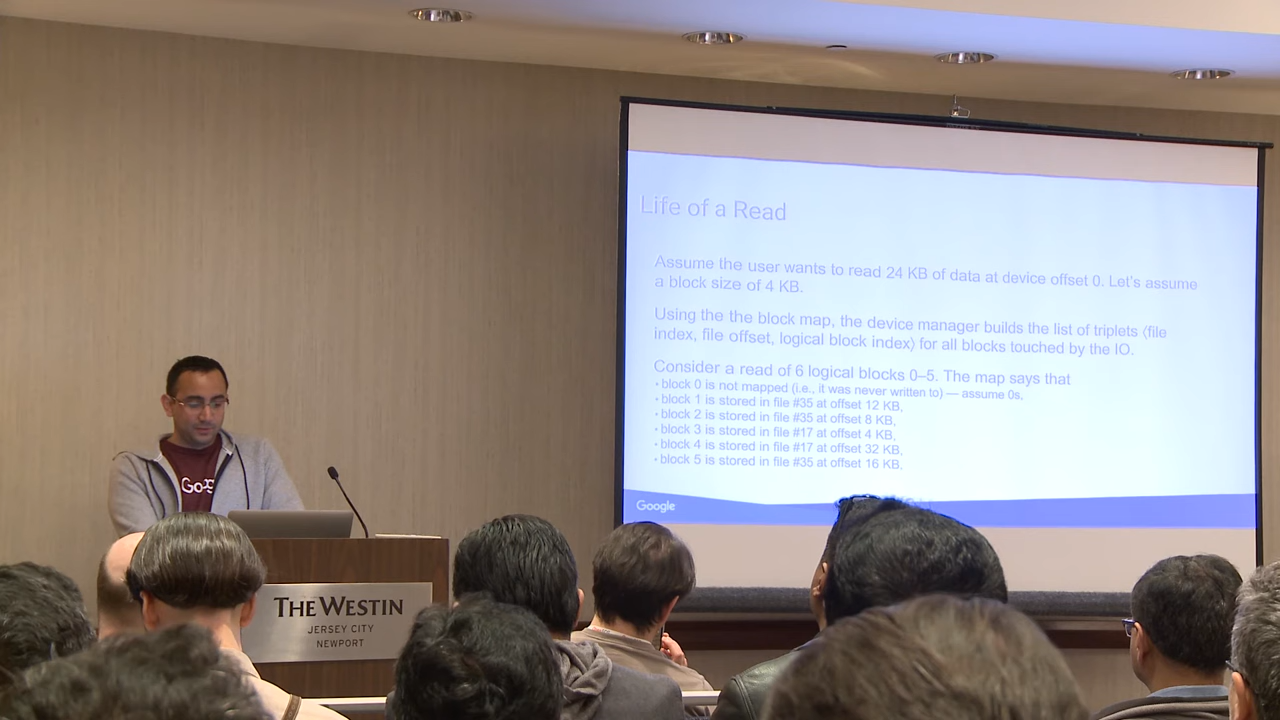 Life of a Read
Assume the user wants to read 24 KB of data at device offset 0. Let's assume
a block size of 4 KB.
Using the the block map, the device manager builds the list of triplets (file
index, file offset, logical block index) for all blocks touched by the IO.
Consider a read of 6 logical blocks 0–5. The map says that
• block 0 is not mapped (i.e., it was never written to) — assume 0s,
• block 1 is stored in file #35 at offset 12 KB,
• block 2 is stored in file #35 at offset 8 KB,
• block 3 is stored in file #17 at offset 4 KB,
• block 4 is stored in file #17 at offset 32 KB,
• block 5 is stored in file #35 at offset 16 KB.
Google
THE WESTIN
JERSEY CITY
NEWPORT